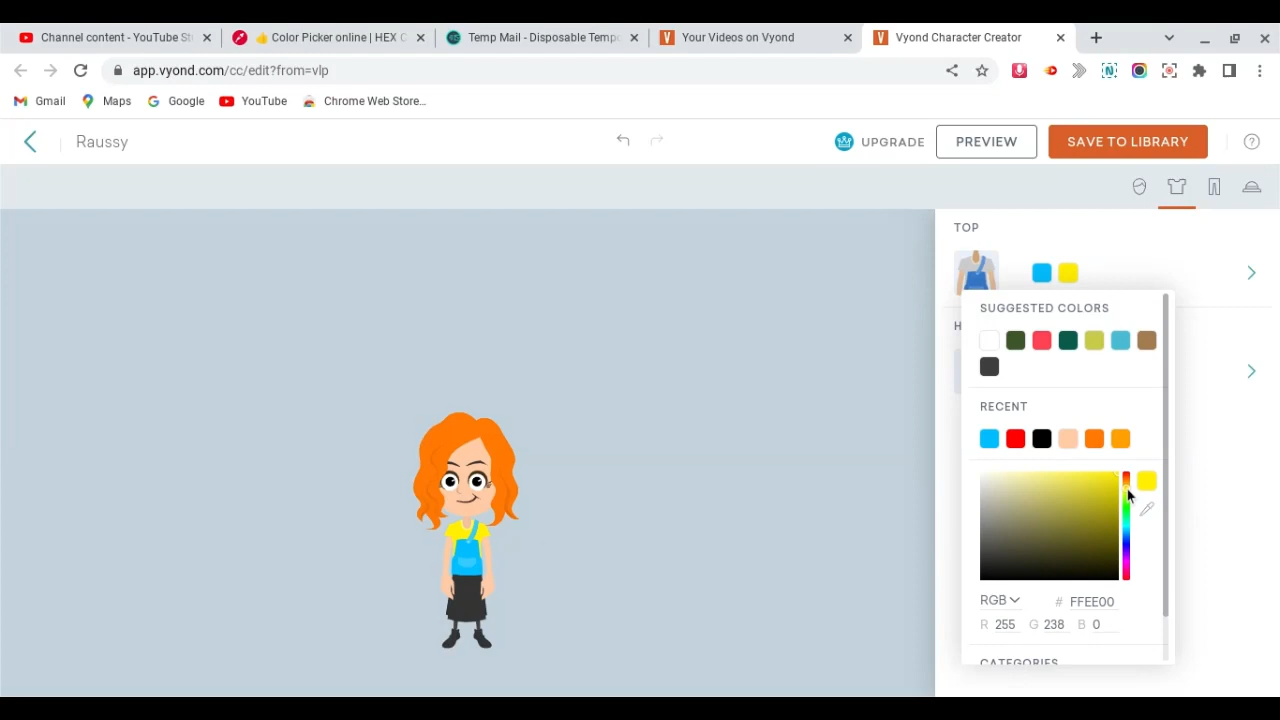 Channel content - YouTube St
👍 Color Picker online | HEX C
Temp Mail - Disposable Tempo
Your Videos on Vyond
Vyond Character Creator
app.vyond.com/cc/edit?from=vlp
Gmail
Maps
Google
YouTube
Chrome Web Store...
Raussy
UPGRADE
PREVIEW
SAVE TO LIBRARY
TOP
SUGGESTED COLORS
H
RECENT
RGB
# FFEE00
R 255 G 238 B 0
CATEGORIES